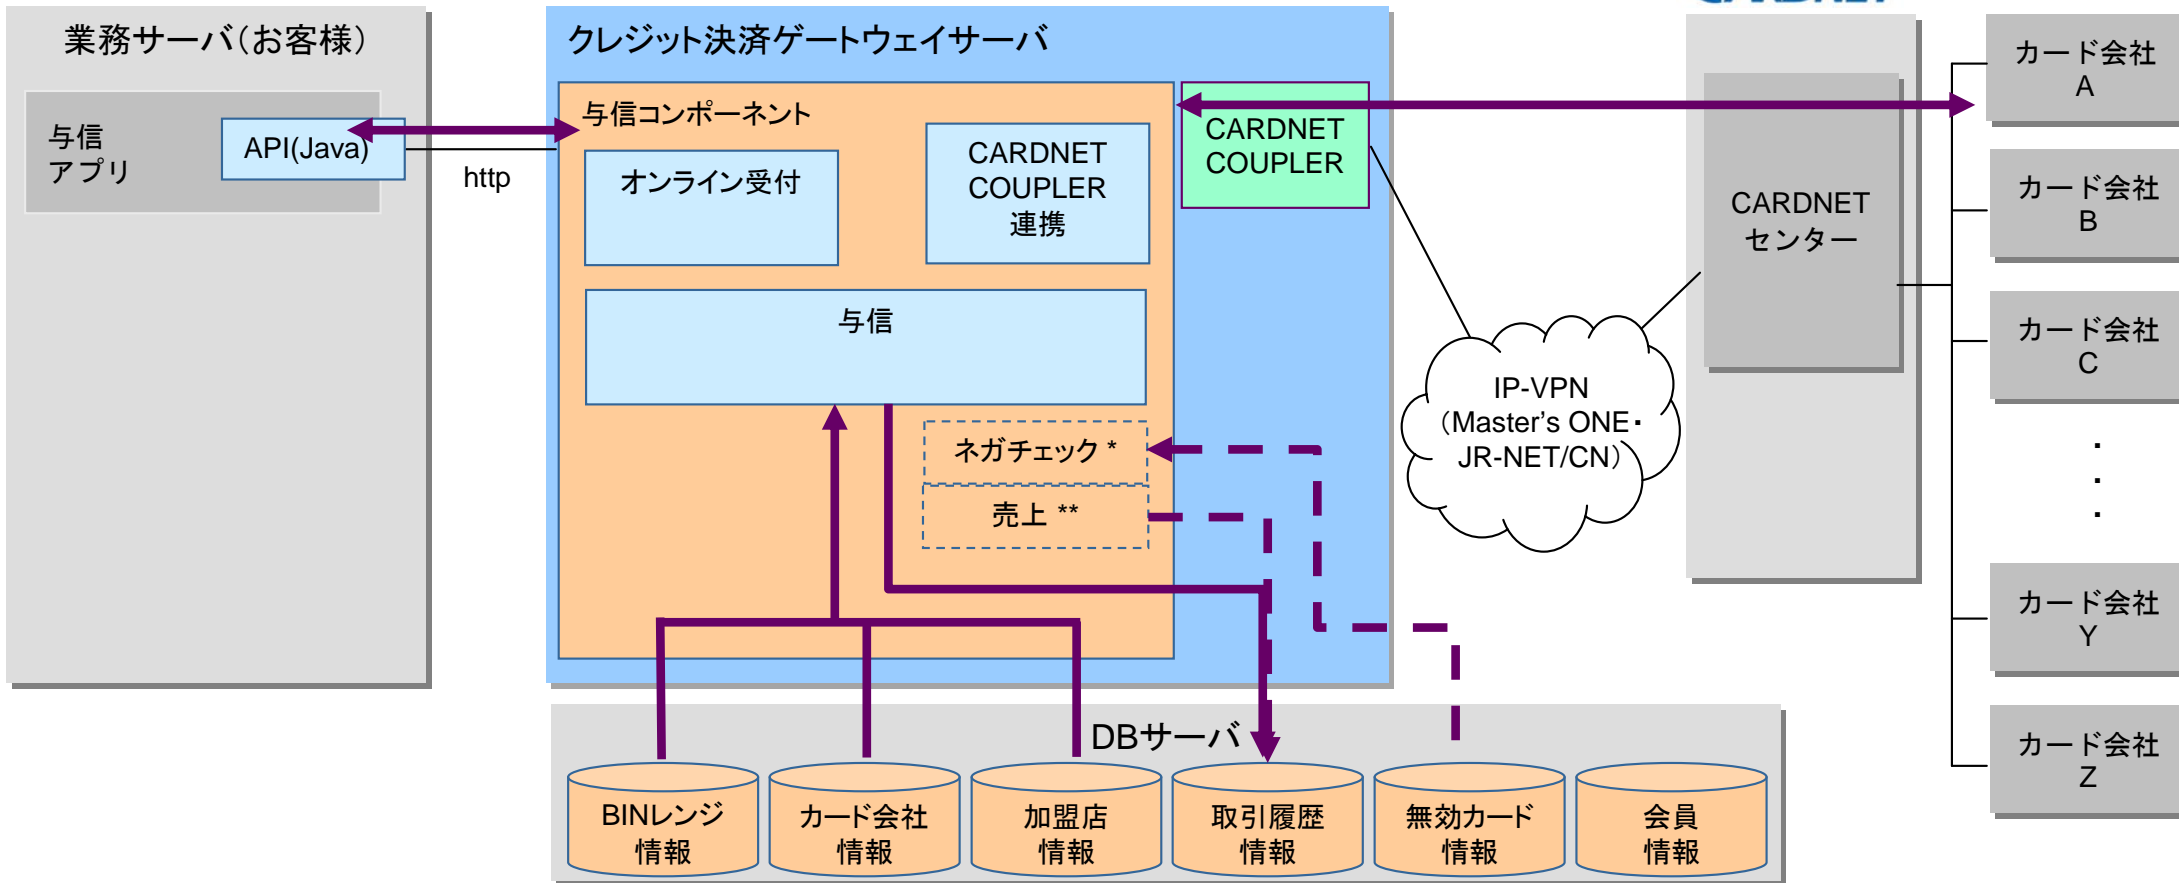 業務サーバ（お客様）
与信
アプリ
API(Java)
http
クレジット決済ゲートウェイサーバ
与信コンポーネント
オンライン受付
CARDNET
COUPLER
連携
与信
ネガチェック *
売上 **
CARDNET
COUPLER
IP-VPN
（Master's ONE・
JR-NET/CN）
CARDNET
センター
カード会社
A
カード会社
B
カード会社
C
・
・
・
カード会社
Y
カード会社
Z
DBサーバ
BINレンジ
情報
カード会社
情報
加盟店
情報
取引履歴
情報
無効カード
情報
会員
情報